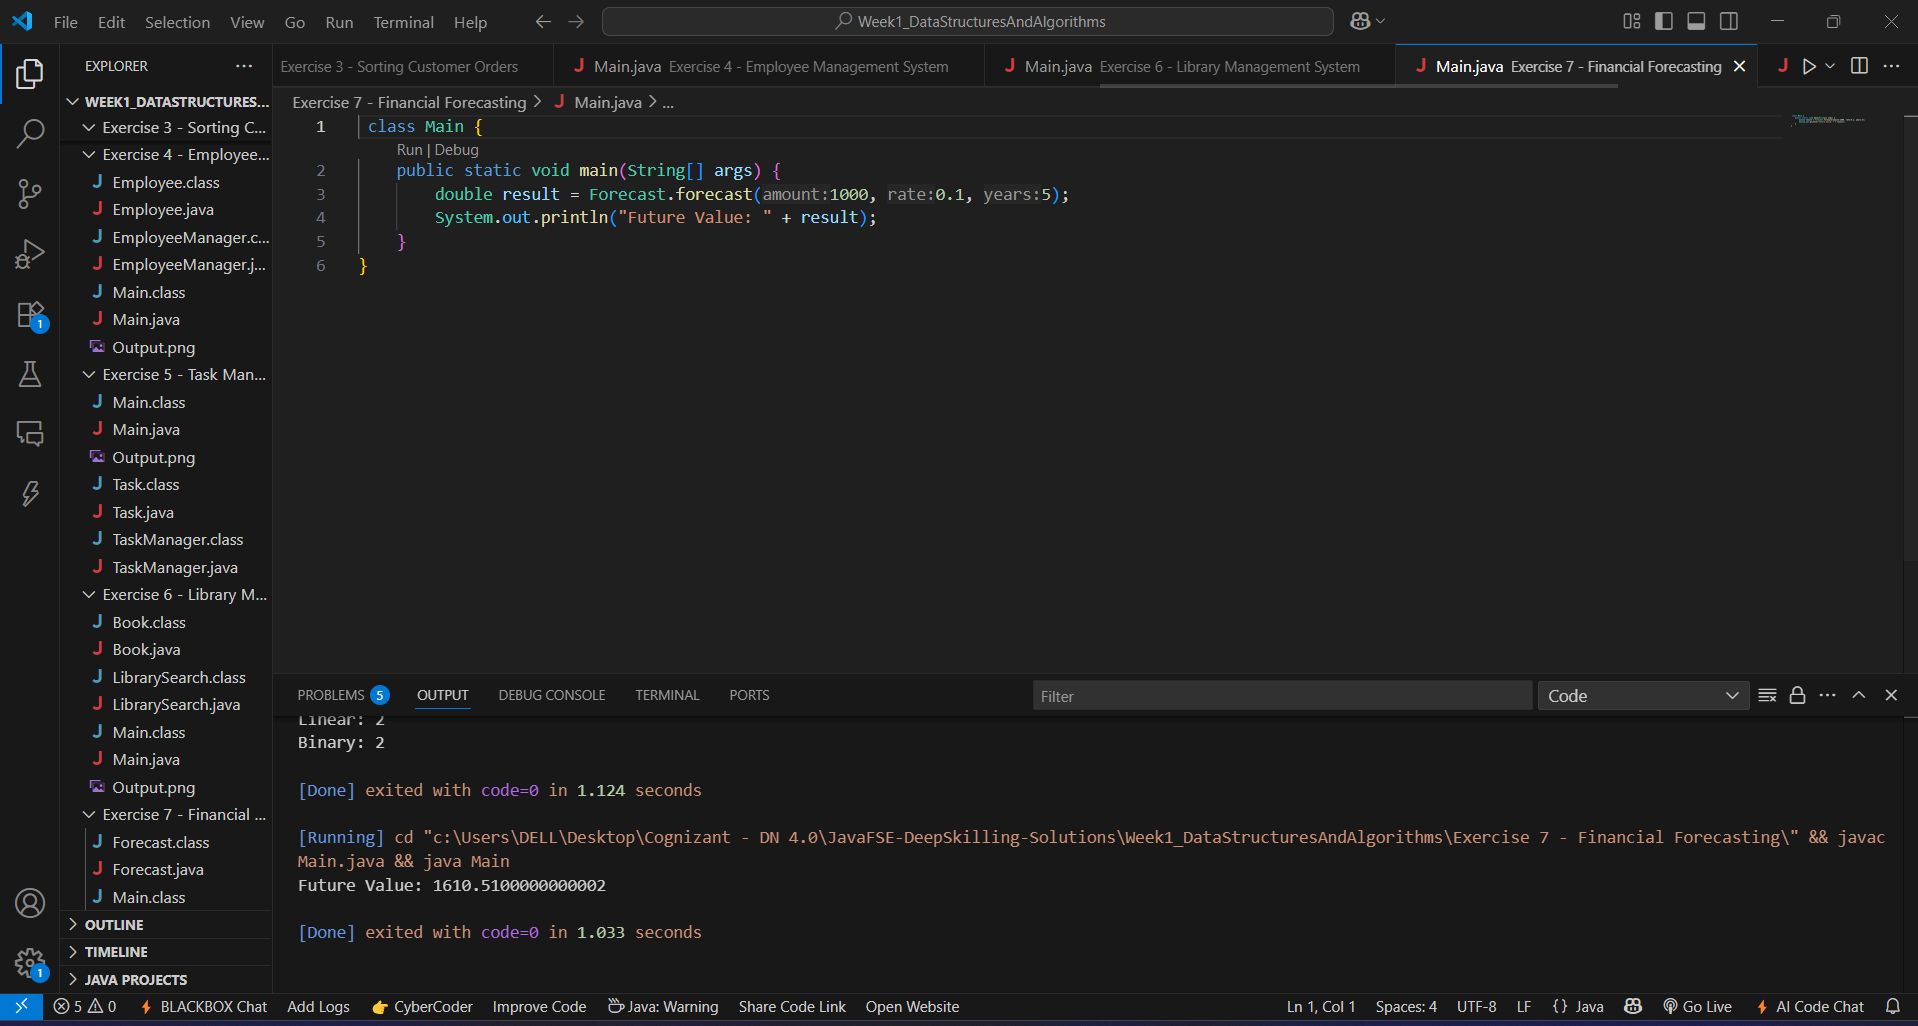 File Edit Selection View Go Run Terminal Help
Week1_DataStructuresAndAlgorithms
EXPLORER
WEEK1_DATASTRUCTURES...
Exercise 3 - Sorting C...
Exercise 4 - Employee...
Employee.class
Employee.java
EmployeeManager.c...
EmployeeManager.j...
Main.class
Main.java
Output.png
Exercise 5 - Task Man...
Main.class
Main.java
Output.png
Task.class
Task.java
TaskManager.class
TaskManager.java
Exercise 6 - Library M...
Book.class
Book.java
LibrarySearch.class
LibrarySearch.java
Main.class
Main.java
Output.png
Exercise 7 - Financial ...
Forecast.class
Forecast.java
Main.class
OUTLINE
TIMELINE
JAVA PROJECTS
1
1
Exercise 3 - Sorting Customer Orders
Main.java Exercise 4 - Employee Management System
Main.java Exercise 6 - Library Management System
Main.java Exercise 7 - Financial Forecasting
Exercise 7 - Financial Forecasting > Main.java > ...
1 class Main {
Run | Debug
2 public static void main(String[] args) {
3 double result = Forecast.forecast(amount:1000, rate:0.1, years:5);
4 System.out.println("Future Value: " + result);
5 }
6 }
PROBLEMS 5 OUTPUT DEBUG CONSOLE TERMINAL PORTS
Filter
Code
Linear: 2
Binary: 2
[Done] exited with code=0 in 1.124 seconds
[Running] cd "c:\Users\DELL\Desktop\Cognizant - DN 4.0\JavaFSE-DeepSkilling-Solutions\Week1_DataStructuresAndAlgorithms\Exercise 7 - Financial Forecasting\" && javac
Main.java && java Main
Future Value: 1610.5100000000002
[Done] exited with code=0 in 1.033 seconds
5 0 BLACKBOX Chat Add Logs CyberCoder Improve Code Java: Warning Share Code Link Open Website
Ln 1, Col 1 Spaces: 4 UTF-8 LF {} Java Go Live AI Code Chat